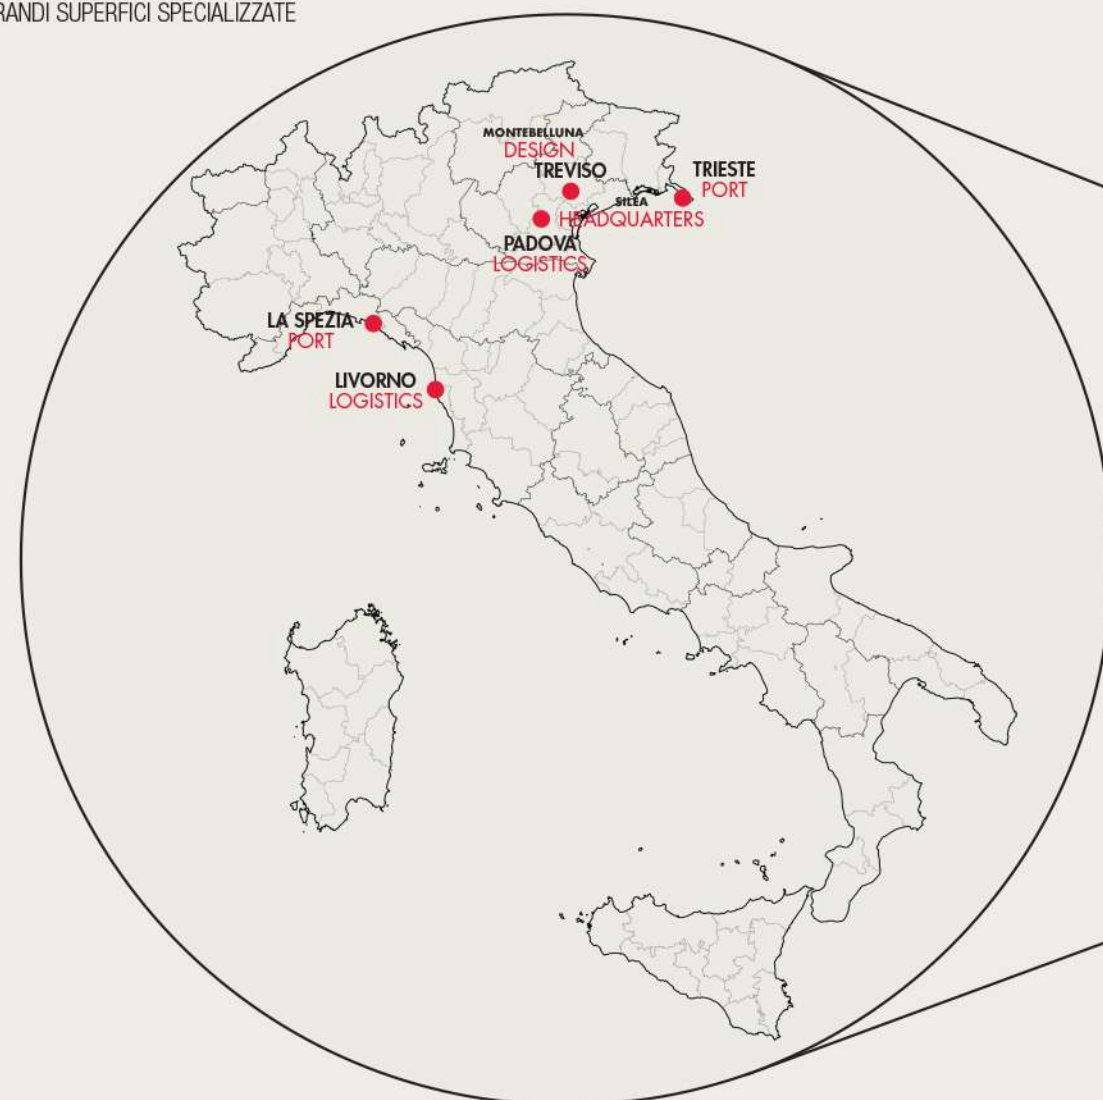 RANDI SUPERFICI SPECIALIZZATE
MONTEBELLUNA
DESIGN
TREVISO
TRIESTE
PORT
SILEA
HEADQUARTERS
PADOVA
LOGISTICS
LA SPEZIA
PORT
LIVORNO
LOGISTICS